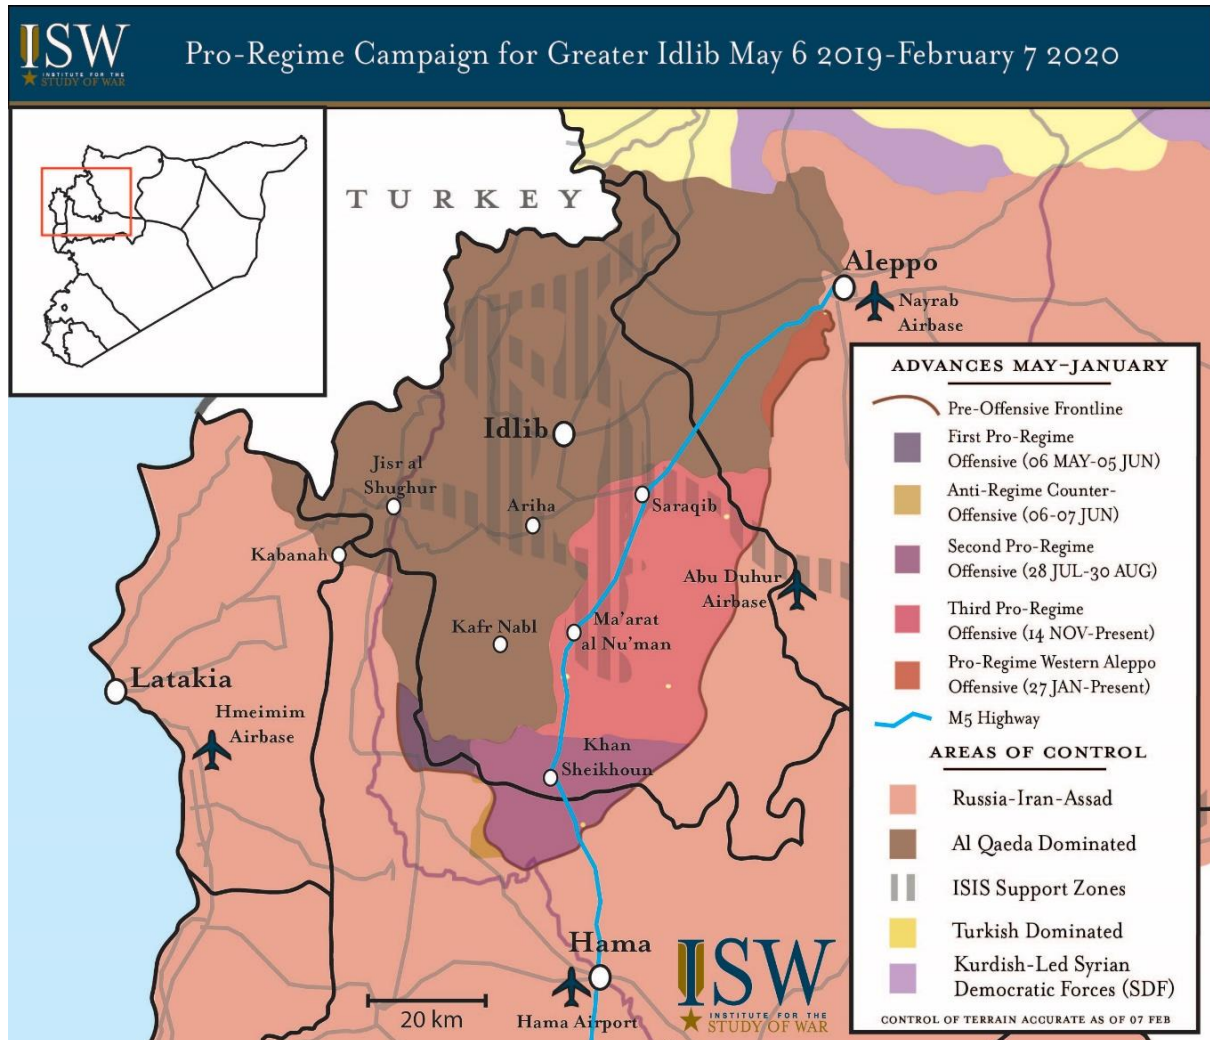 ISW
INSTITUTE FOR THE
STUDY OF WAR
Pro-Regime Campaign for Greater Idlib May 6 2019-February 7 2020
TURKEY
Aleppo
Nayrab
Airbase
Idlib
Jisr al
Shughur
Ariha
Saraqib
Kabanah
Abu Duhur
Airbase
Kafr Nabl
Ma'arat
al Nu'man
Latakia
Hmeimim
Airbase
Khan
Sheikhoun
Hama
Hama Airport
20 km
ISW
INSTITUTE FOR THE
STUDY OF WAR
ADVANCES MAY-JANUARY
Pre-Offensive Frontline
First Pro-Regime
Offensive (06 MAY-05 JUN)
Anti-Regime Counter-
Offensive (06-07 JUN)
Second Pro-Regime
Offensive (28 JUL-30 AUG)
Third Pro-Regime
Offensive (14 NOV-Present)
Pro-Regime Western Aleppo
Offensive (27 JAN-Present)
M5 Highway
AREAS OF CONTROL
Russia-Iran-Assad
Al Qaeda Dominated
ISIS Support Zones
Turkish Dominated
Kurdish-Led Syrian
Democratic Forces (SDF)
CONTROL OF TERRAIN ACCURATE AS OF 07 FEB